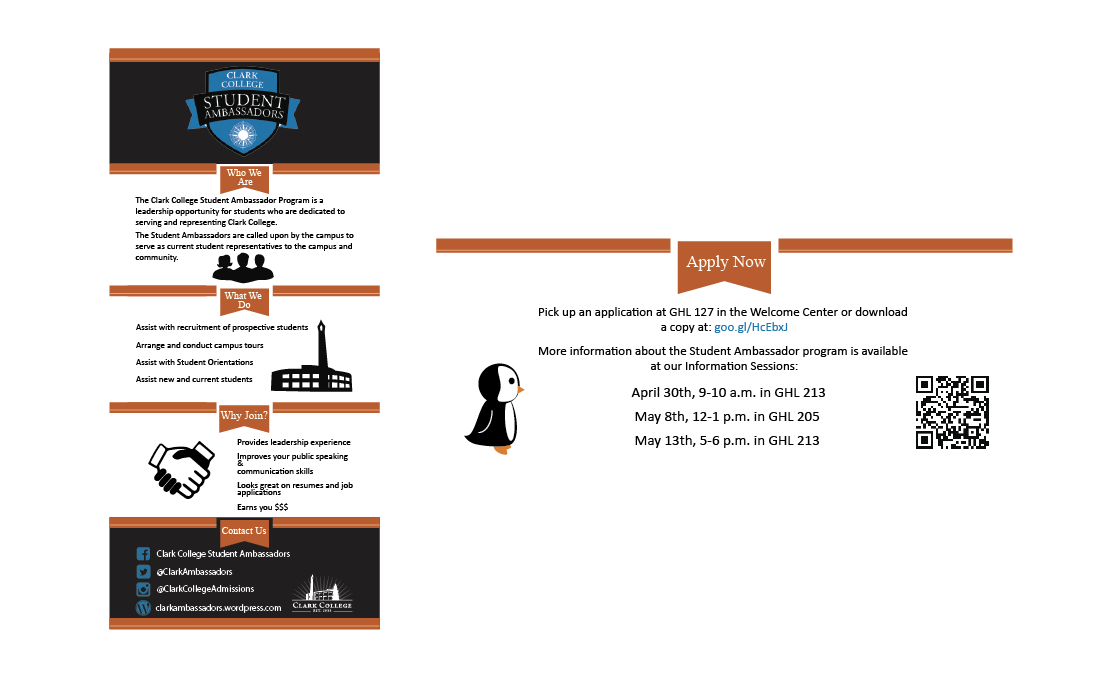 CLARK
COLLEGE
STUDENT
AMBASSADORS
Who We
Are
The Clark College Student Ambassador Program is a
leadership opportunity for students who are dedicated to
serving and representing Clark College.
The Student Ambassadors are called upon by the campus to
serve as current student representatives to the campus and
community.
What We
Do
Assist with recruitment of prospective students
Arrange and conduct campus tours
Assist with Student Orientations
Assist new and current students
Why Join?
Provides leadership experience
Improves your public speaking
&
communication skills
Looks great on resumes and job
applications
Earns you $$$
Contact Us
Clark College Student Ambassadors
@ClarkAmbassadors
@ClarkCollegeAdmissions
clarkambassadors.wordpress.com
CLARK COLLEGE
EST. 1933
Apply Now
Pick up an application at GHL 127 in the Welcome Center or download
a copy at: goo.gl/HcEbxJ
More information about the Student Ambassador program is available
at our Information Sessions:
April 30th, 9-10 a.m. in GHL 213
May 8th, 12-1 p.m. in GHL 205
May 13th, 5-6 p.m. in GHL 213